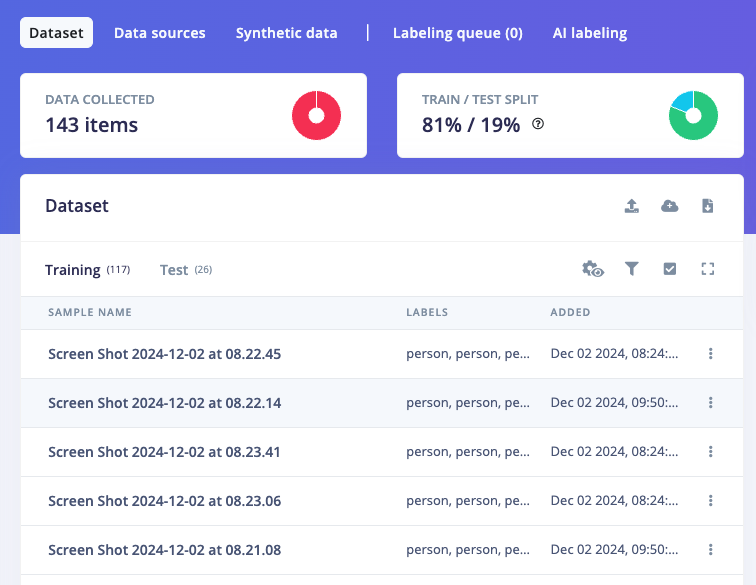 Dataset Data sources Synthetic data | Labeling queue (0) AI labeling
DATA COLLECTED
143 items
TRAIN / TEST SPLIT
81% / 19% ?
Dataset
Training (117) Test (26)
SAMPLE NAME LABELS ADDED
Screen Shot 2024-12-02 at 08.22.45 person, person, pe... Dec 02 2024, 08:24:...
Screen Shot 2024-12-02 at 08.22.14 person, person, pe... Dec 02 2024, 09:50:...
Screen Shot 2024-12-02 at 08.23.41 person, person, pe... Dec 02 2024, 08:24:...
Screen Shot 2024-12-02 at 08.23.06 person, person, pe... Dec 02 2024, 08:24:...
Screen Shot 2024-12-02 at 08.21.08 person, person, pe... Dec 02 2024, 09:50:...